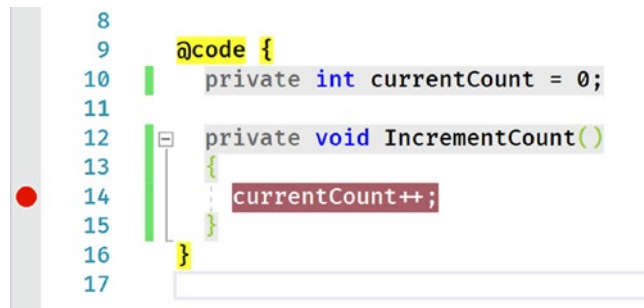 8
9 @code {
10 private int currentCount = 0;
11
12 private void IncrementCount()
13 {
14 currentCount++;
15 }
16 }
17